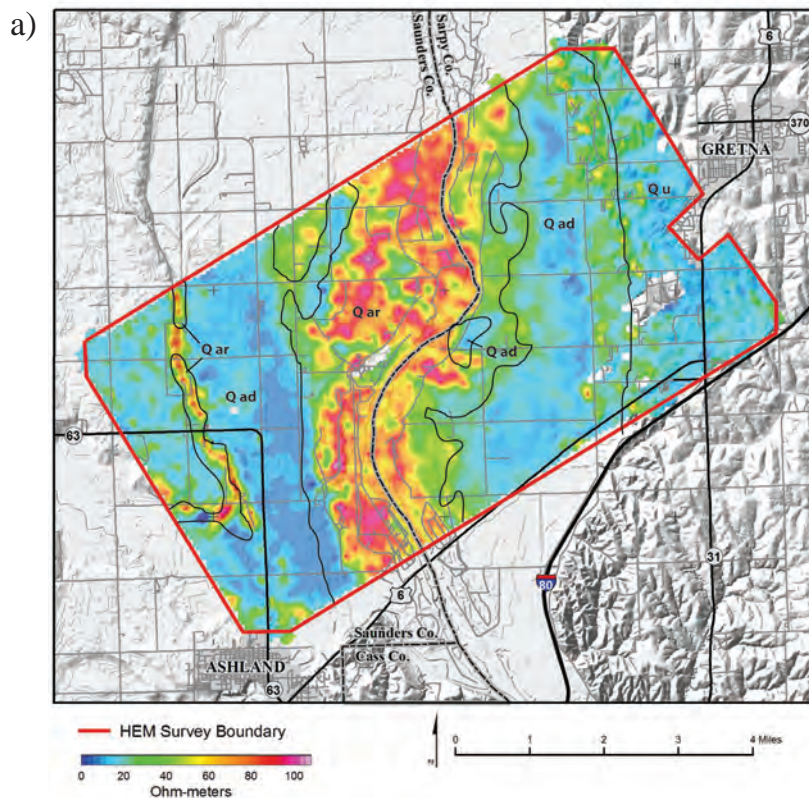 a)
Sarpy Co.
Saunders Co.
6
370
GRETNA
Q u
Q ad
Q ar
Q ad
Q ar
Q ad
63
80
31
6
Saunders Co.
Cass Co.
ASHLAND
63
HEM Survey Boundary
0 20 40 60 80 100
Ohm-meters
0 1 2 3 4 Miles